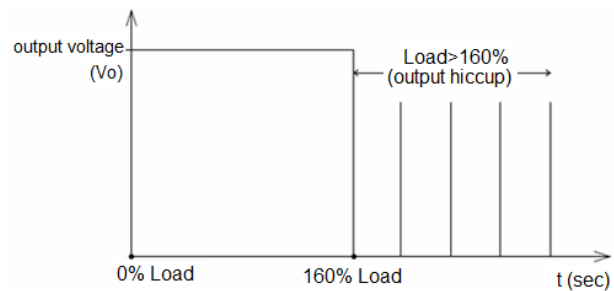 output voltage
(Vo)
Load>160%
(output hiccup)
0% Load
160% Load
t (sec)